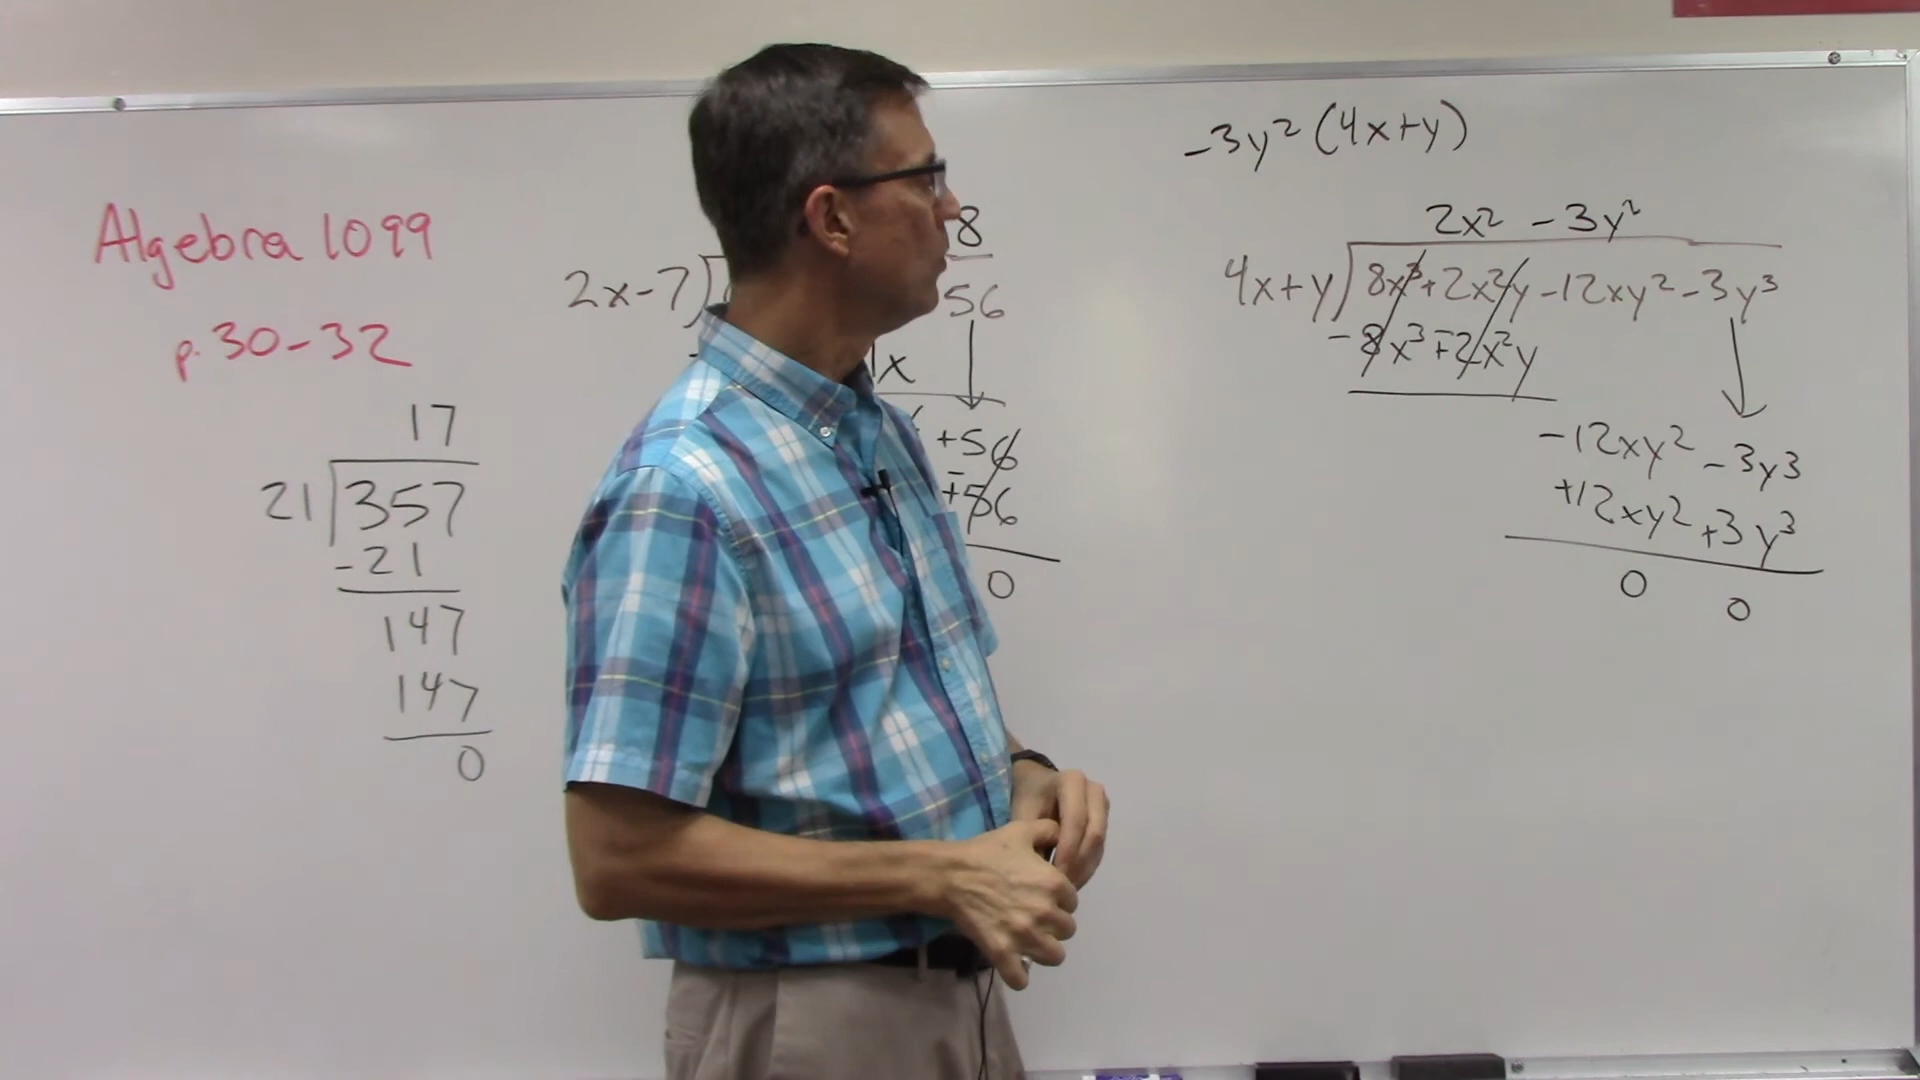 Algebra 1099
p. 30-32
17
21 357
-21
147
147
0
8
2x-7 56
x
+56
+56
0
-3y² (4x+y)
2x² -3y²
4x+y 8x³+2x²y-12xy²-3y³
-8x³+2x²y
-12xy² -3y³
+12xy² +3y³
0 0